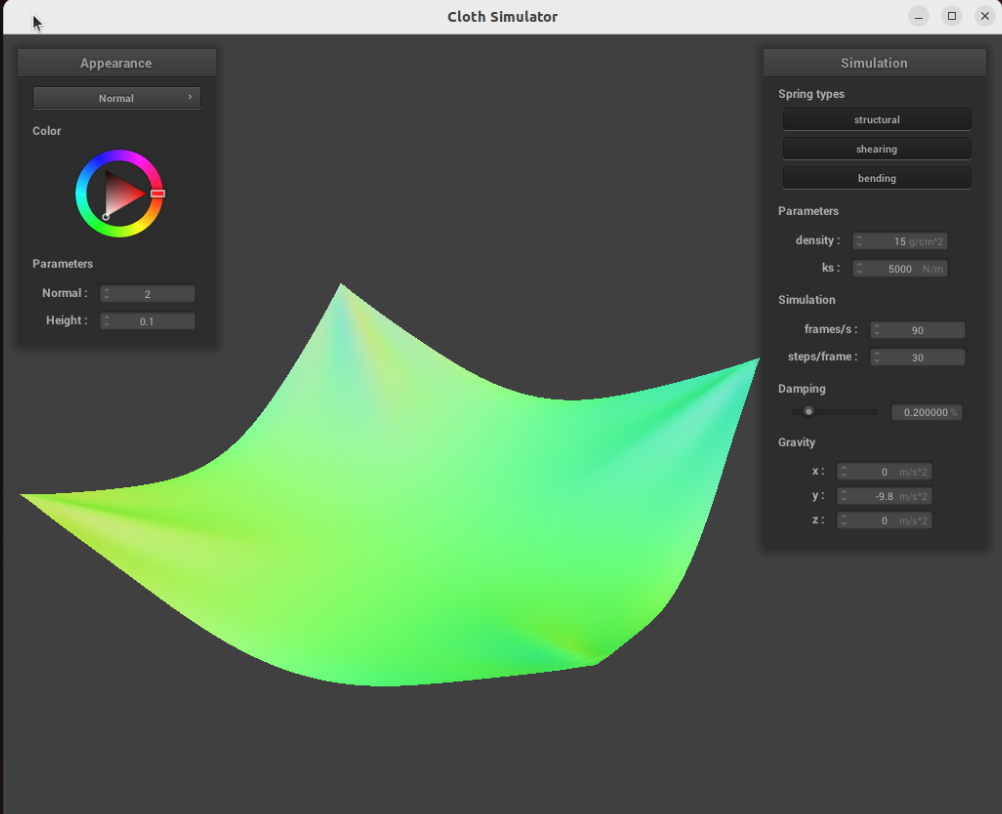 Cloth Simulator
Appearance
Normal
Color
Parameters
Normal : 2
Height : 0.1
Simulation
Spring types
structural
shearing
bending
Parameters
density : 15 g/cm^2
ks : 5000 N/m
Simulation
frames/s : 90
steps/frame : 30
Damping
0.200000 %
Gravity
x : 0 m/s^2
y : -9.8 m/s^2
z : 0 m/s^2